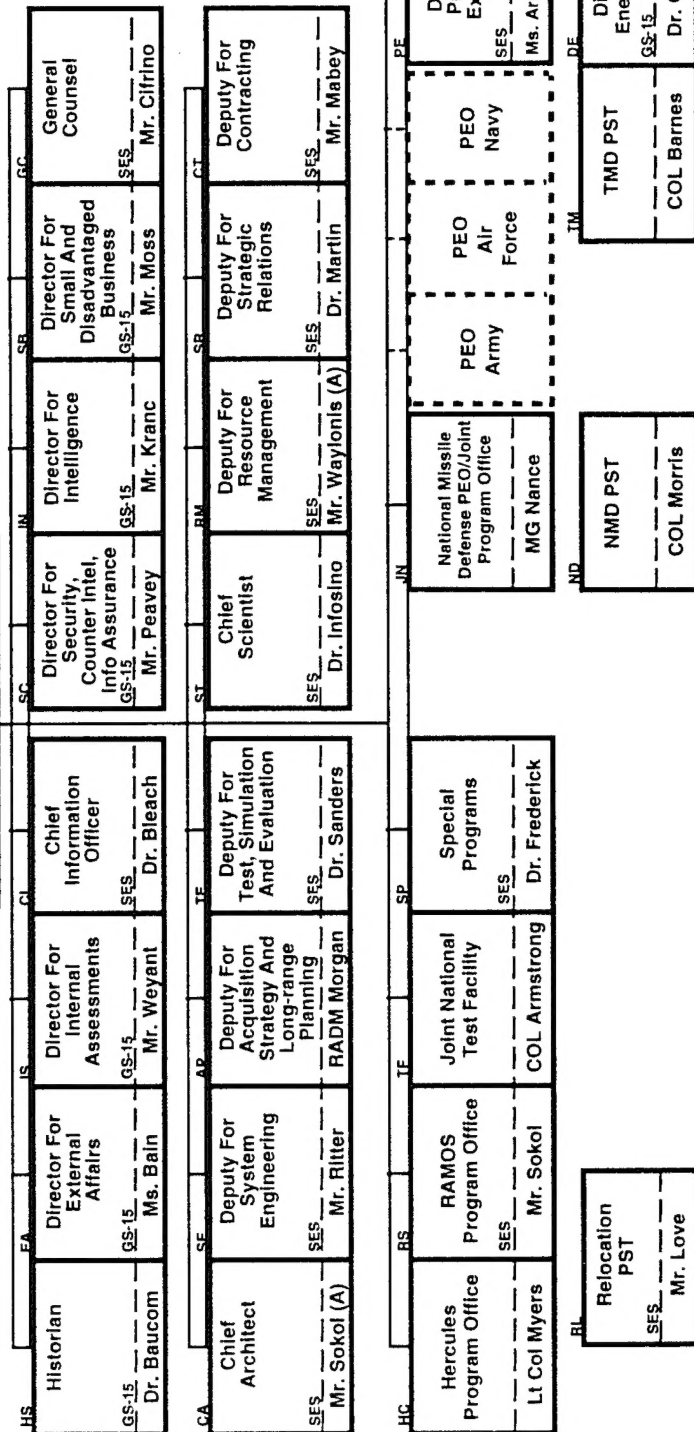 HS
Historian
GS-15
Dr. Baucom
EA
Director For
External
Affairs
GS-15
Ms. Bain
IS
Director For
Internal
Assessments
GS-15
Mr. Weyant
CI
Chief
Information
Officer
SES
Dr. Bleach
SC
Director For
Security,
Counter Intel,
Info Assurance
GS-15
Mr. Peavey
IN
Director For
Intelligence
GS-15
Mr. Kranc
SB
Director For
Small And
Disadvantaged
Business
GS-15
Mr. Moss
GC
General
Counsel
SES
Mr. Cifrino
CA
Chief
Architect
SES
Mr. Sokol (A)
SE
Deputy For
System
Engineering
SES
Mr. Ritter
AP
Deputy For
Acquisition
Strategy And
Long-range
Planning
RADM Morgan
TE
Deputy For
Test, Simulation
And Evaluation
SES
Dr. Sanders
ST
Chief
Scientist
SES
Dr. Infosino
RM
Deputy For
Resource
Management
SES
Mr. Waylonis (A)
SR
Deputy For
Strategic
Relations
SES
Dr. Martin
CT
Deputy For
Contracting
SES
Mr. Mabey
HC
Hercules
Program Office
Lt Col Myers
RS
RAMOS
Program Office
SES
Mr. Sokol
TF
Joint National
Test Facility
COL Armstrong
SP
Special
Programs
SES
Dr. Frederick
JN
National Missile
Defense PEO/Joint
Program Office
MG Nance
PEO
Army
PEO
Air
Force
PEO
Navy
PE
SES
Ms.
RL
Relocation
PST
SES
Mr. Love
ND
NMD PST
COL Morris
TM
TMD PST
COL Barnes
DE
GS-15
Dr.